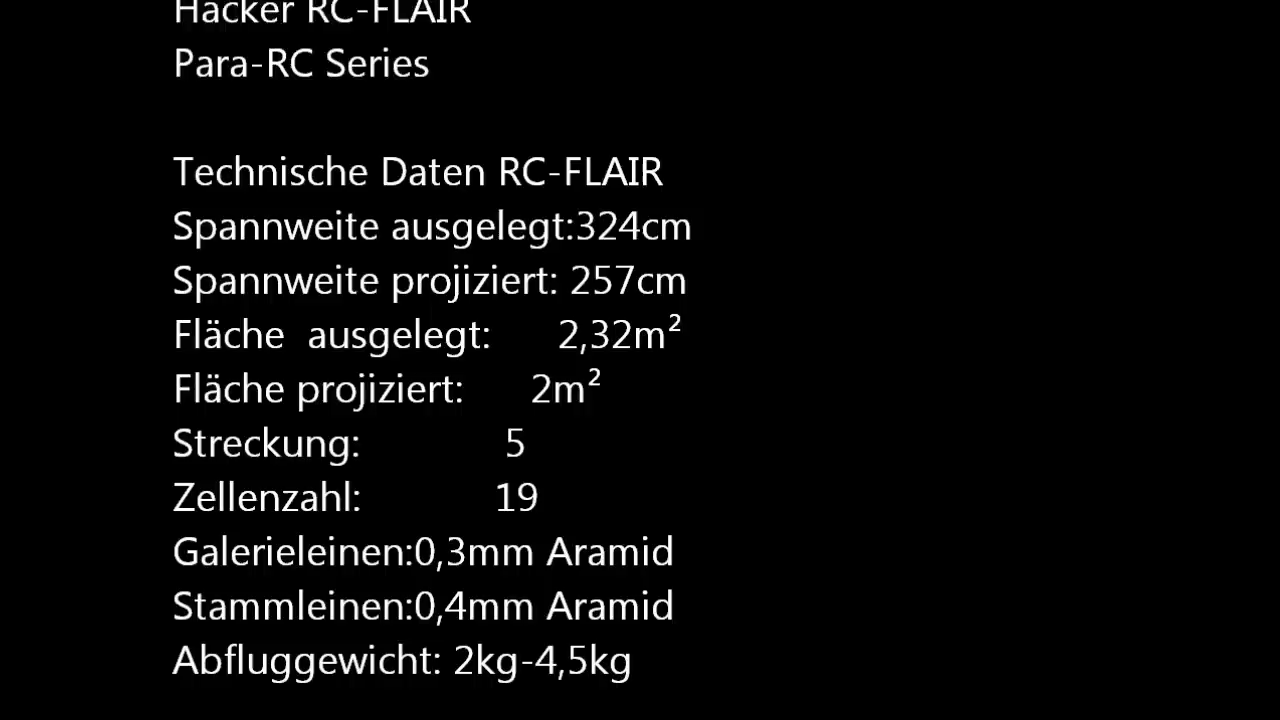 Hacker RC-FLAIR
Para-RC Series
Technische Daten RC-FLAIR
Spannweite ausgelegt:324cm
Spannweite projiziert: 257cm
Fläche  ausgelegt:      2,32m²
Fläche projiziert:      2m²
Streckung:             5
Zellenzahl:            19
Galerieleinen:0,3mm Aramid
Stammleinen:0,4mm Aramid
Abfluggewicht: 2kg-4,5kg